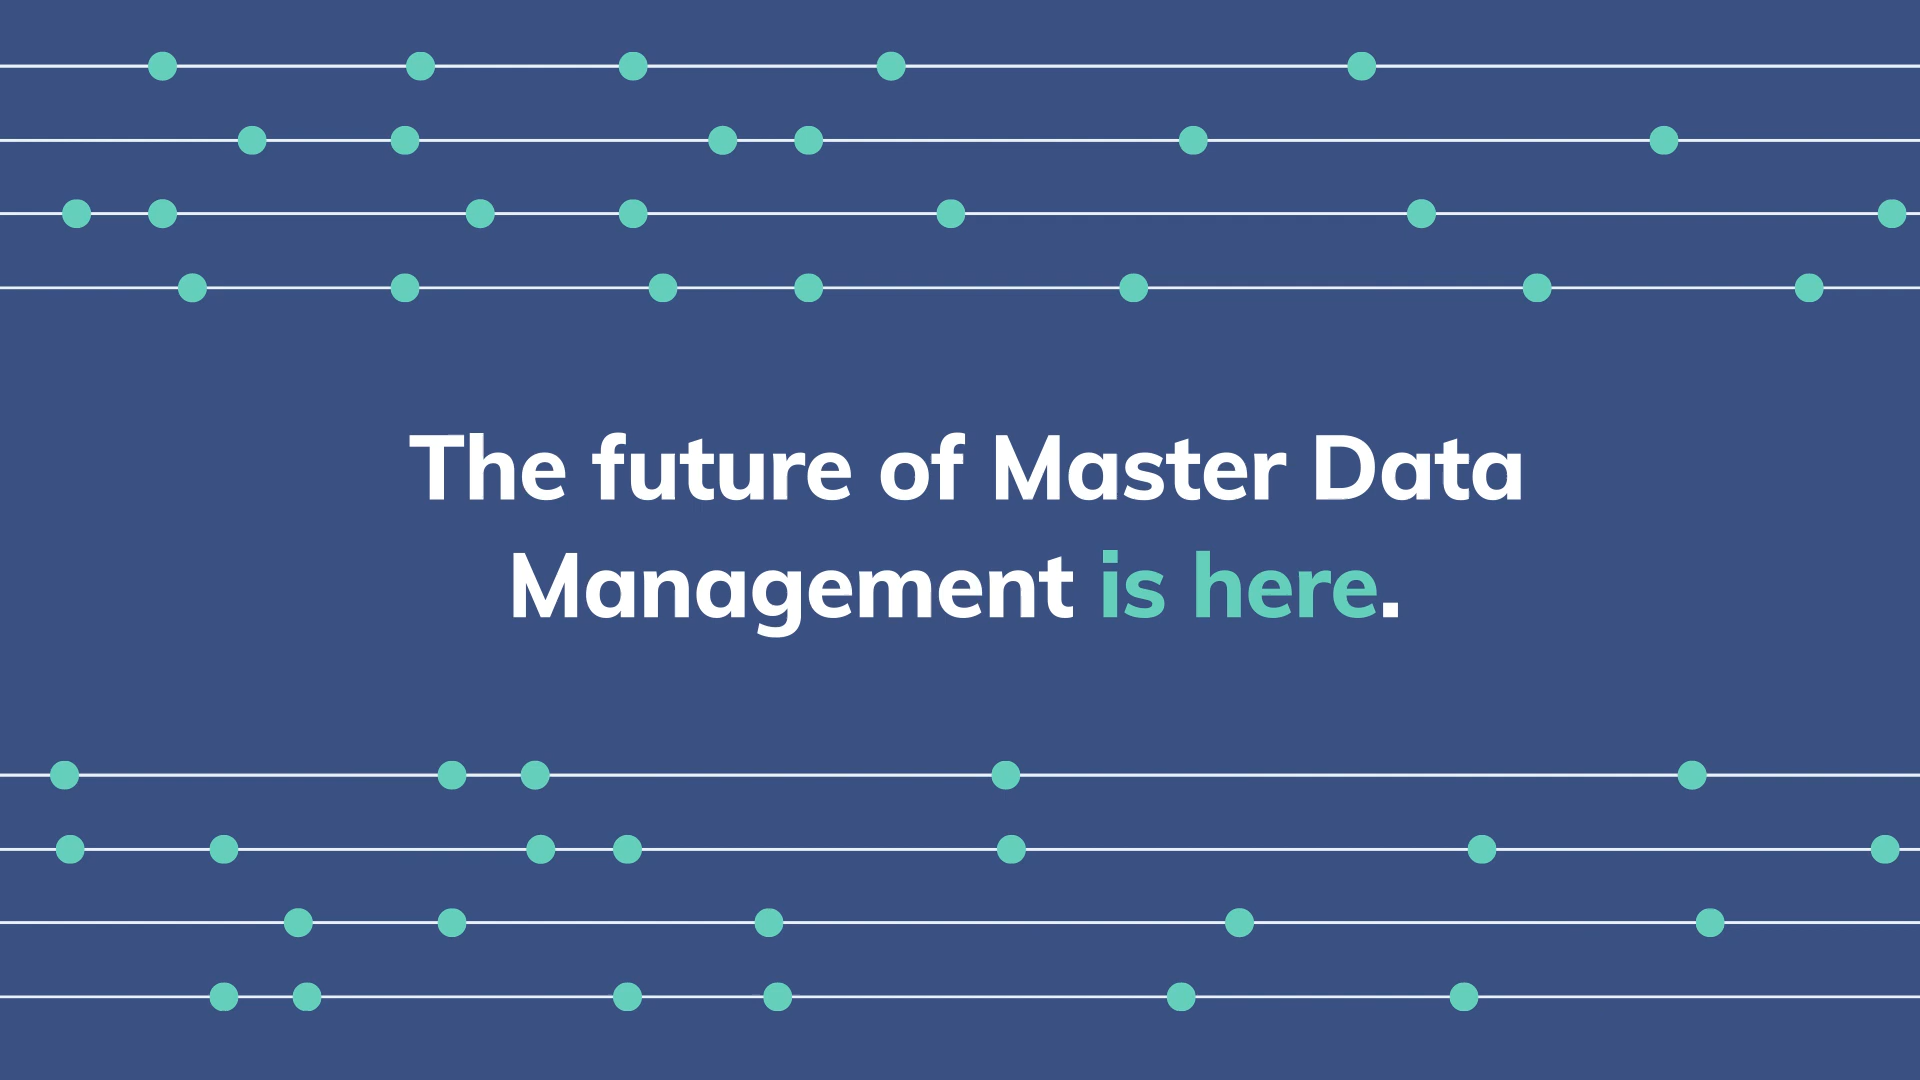 The future of Master Data
Management is here.